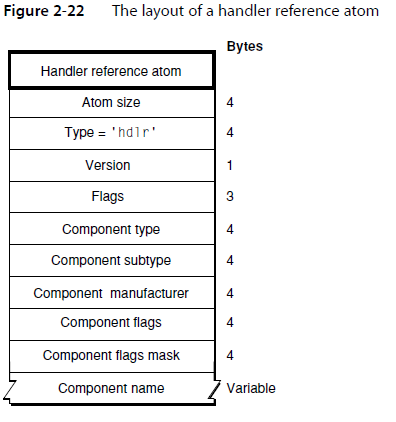 Figure 2-22 The layout of a handler reference atom
Bytes
Handler reference atom
Atom size 4
Type = 'hdlr' 4
Version 1
Flags 3
Component type 4
Component subtype 4
Component manufacturer 4
Component flags 4
Component flags mask 4
Component name Variable